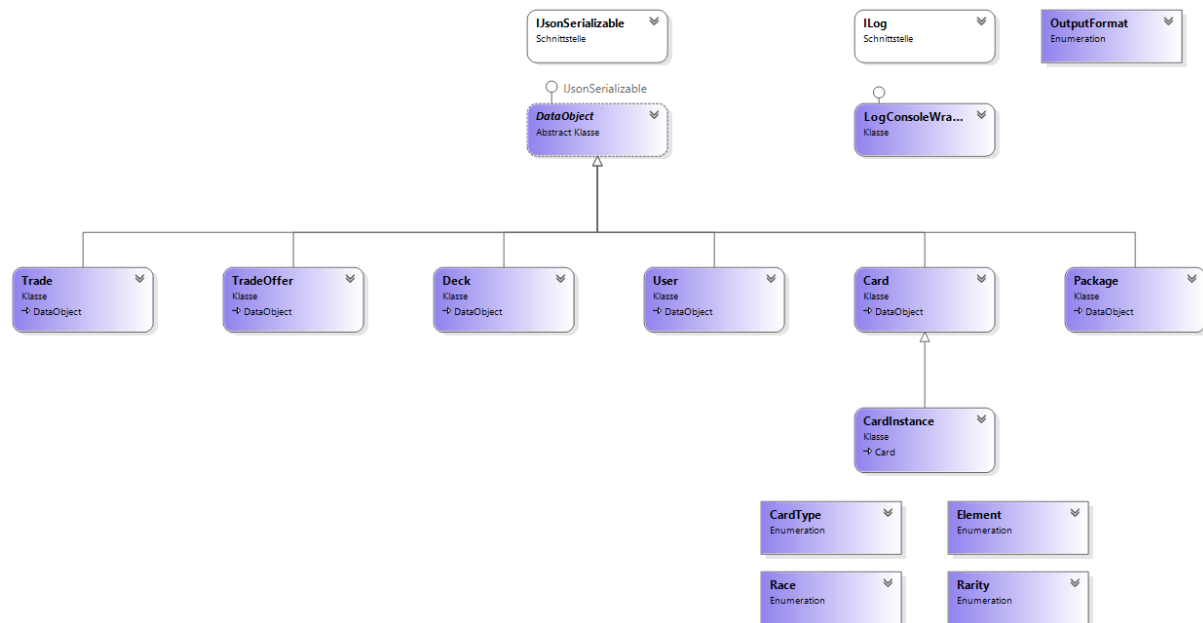 IJsonSerializable
Schnittstelle
ILog
Schnittstelle
OutputFormat
Enumeration
IJsonSerializable
DataObject
Abstract Klasse
LogConsoleWra...
Klasse
Trade
Klasse
DataObject
TradeOffer
Klasse
DataObject
Deck
Klasse
DataObject
User
Klasse
DataObject
Card
Klasse
DataObject
Package
Klasse
DataObject
CardInstance
Klasse
Card
CardType
Enumeration
Element
Enumeration
Race
Enumeration
Rarity
Enumeration